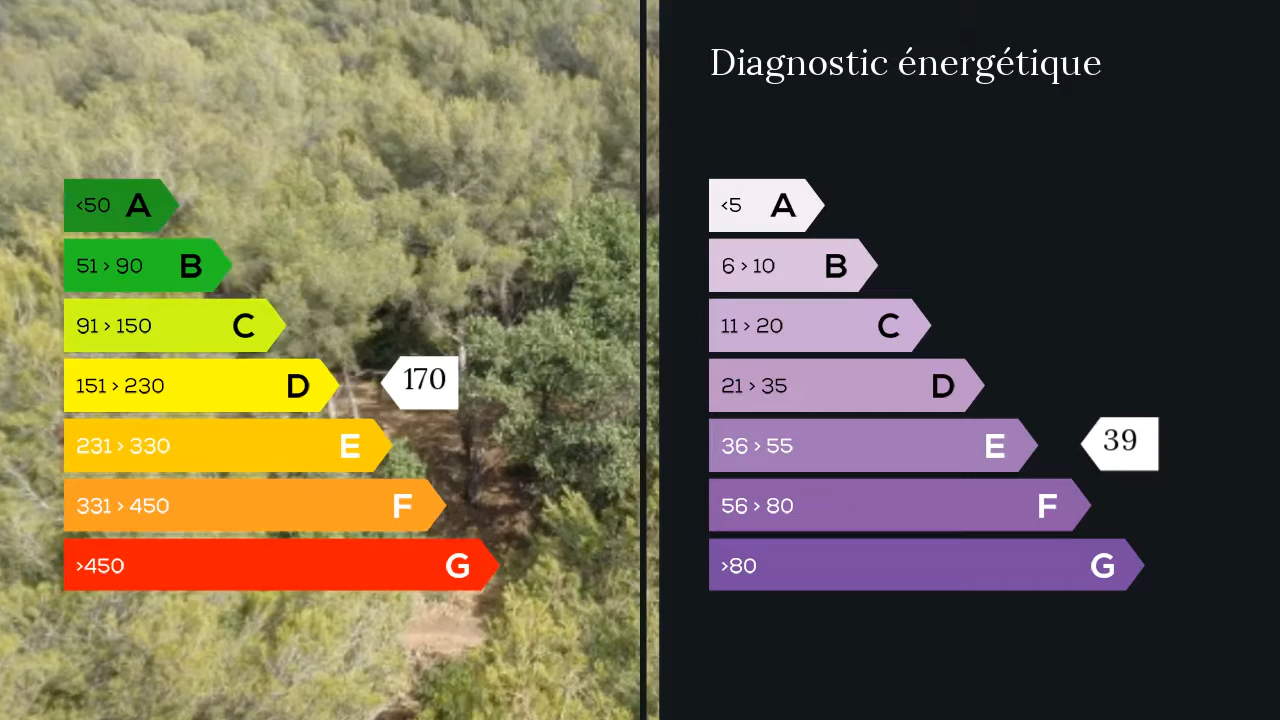 Diagnostic énergétique
<50 A
51 > 90 B
91 > 150 C
151 > 230 D
170
231 > 330 E
331 > 450 F
>450 G
<5 A
6 > 10 B
11 > 20 C
21 > 35 D
36 > 55 E
39
56 > 80 F
>80 G